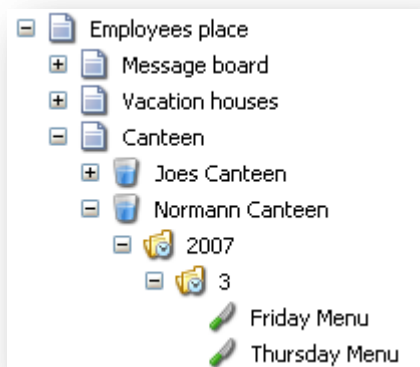 Employees place
Message board
Vacation houses
Canteen
Joes Canteen
Normann Canteen
2007
3
Friday Menu
Thursday Menu